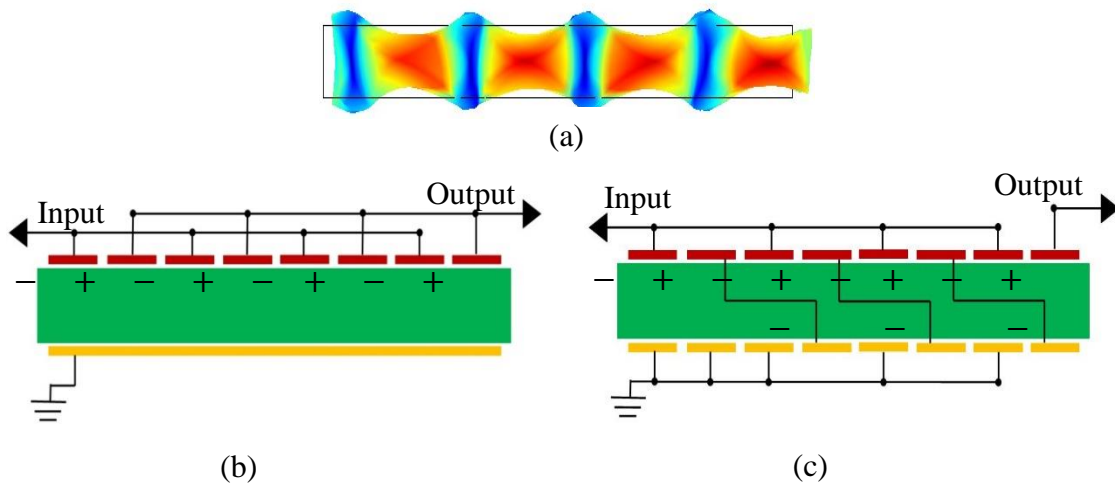 (a)
Input Output
− + − + − + − +
(b)
Input Output
− + − + − + − +
− − −
(c)